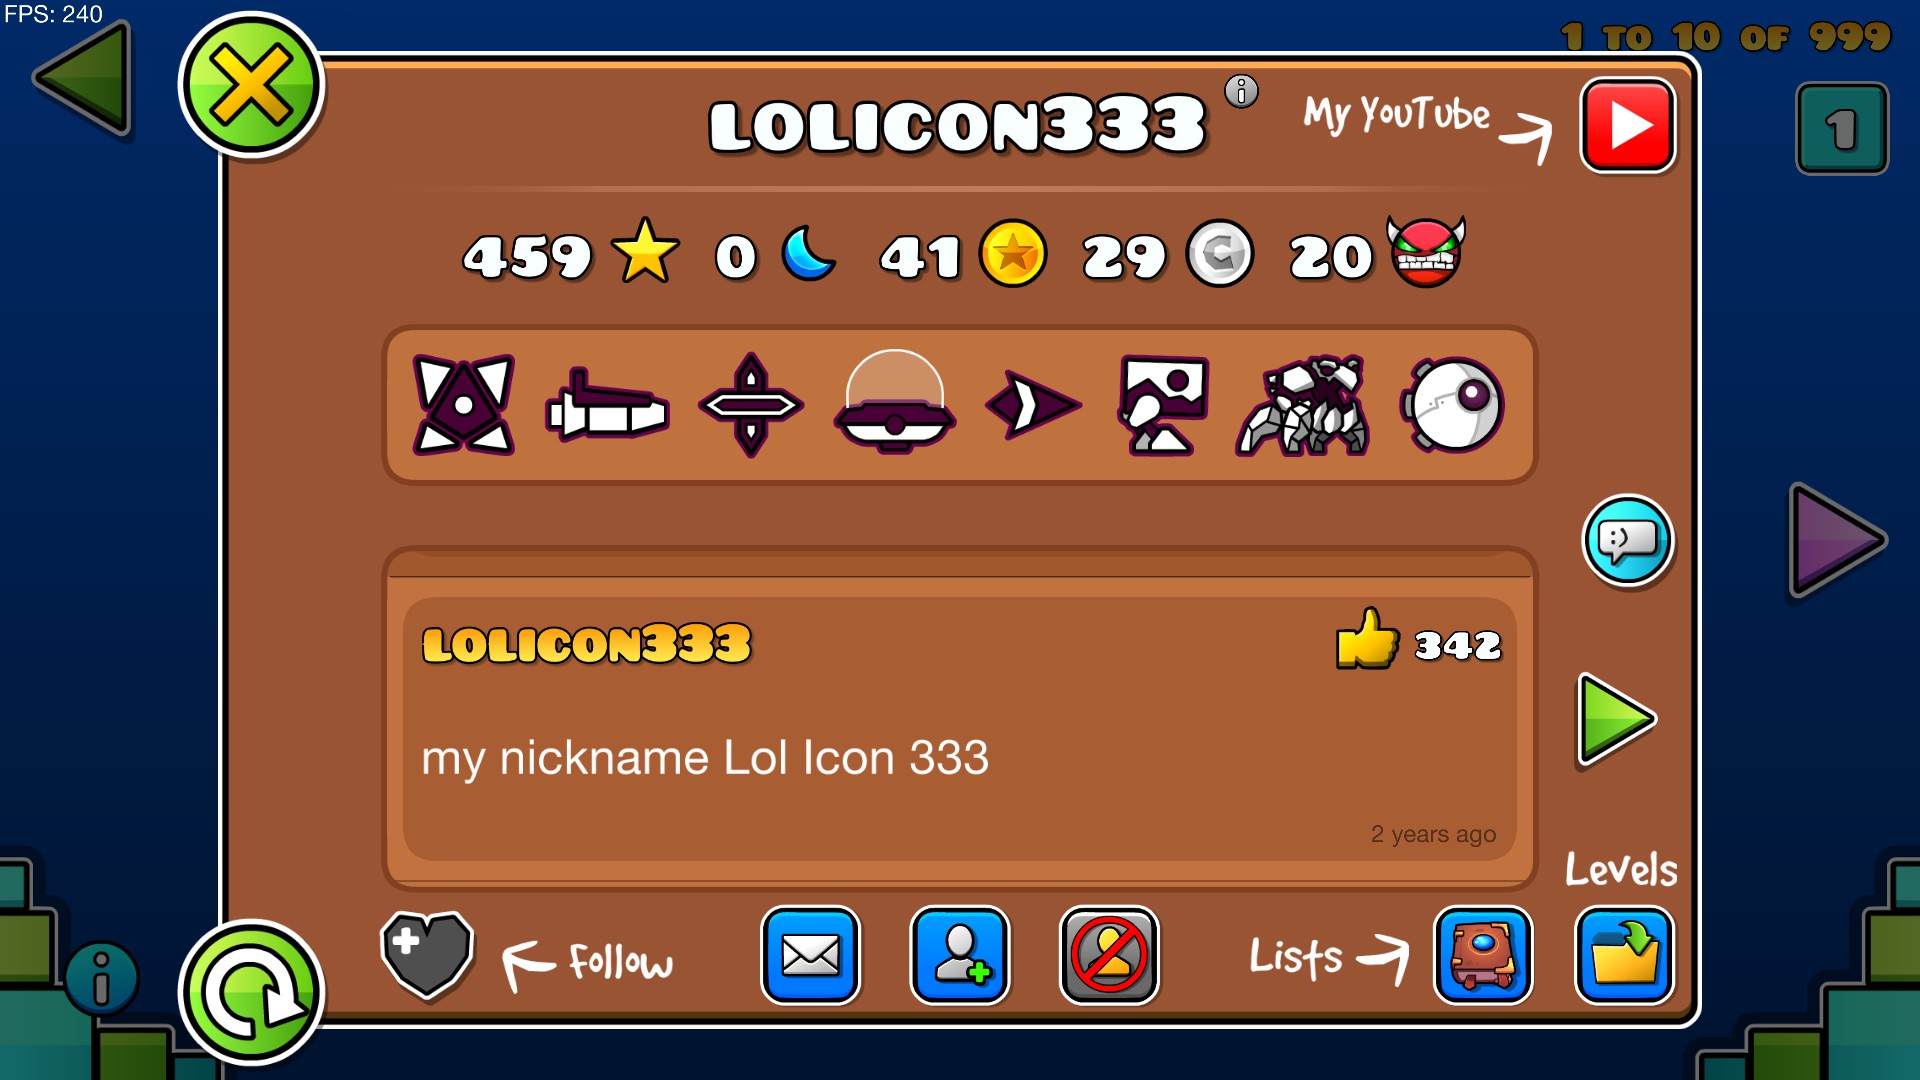 FPS: 240
1 TO 10 OF 999
LOLICON333
My YouTube
1
459 0 41 29 20
LOLICON333
342
my nickname Lol Icon 333
2 years ago
Levels
Follow
Lists